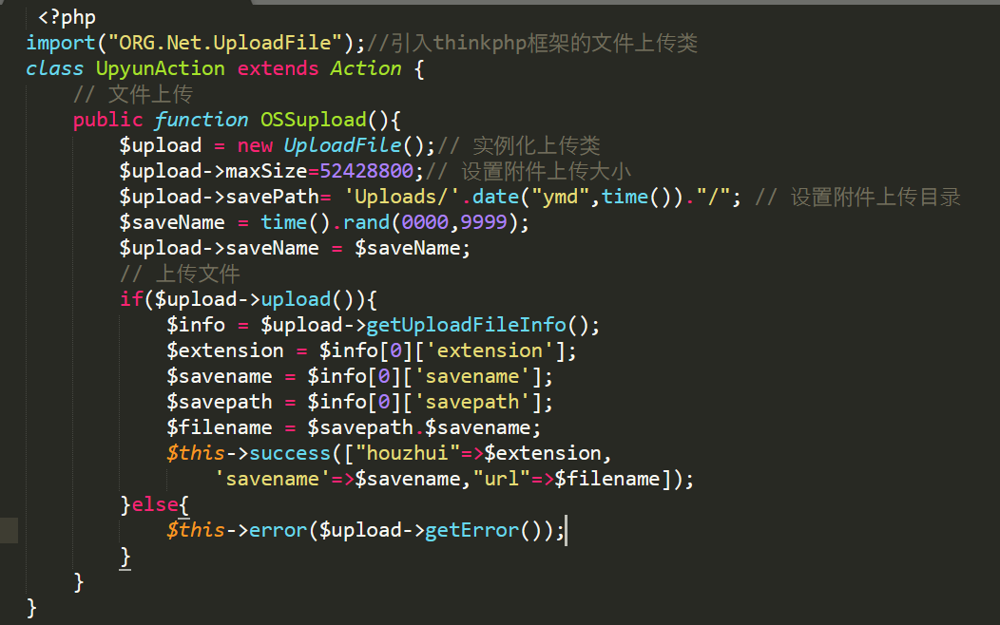 <?php
import("ORG.Net.UploadFile");//引入thinkphp框架的文件上传类
class UpyunAction extends Action {
// 文件上传
public function OSSupload(){
$upload = new UploadFile();// 实例化上传类
$upload->maxSize=52428800;// 设置附件上传大小
$upload->savePath= 'Uploads/'.date("ymd",time())."/"; // 设置附件上传目录
$saveName = time().rand(0000,9999);
$upload->saveName = $saveName;
// 上传文件
if($upload->upload()){
$info = $upload->getUploadFileInfo();
$extension = $info[0]['extension'];
$savename = $info[0]['savename'];
$savepath = $info[0]['savepath'];
$filename = $savepath.$savename;
$this->success(["houzhui"=>$extension,
'savename'=>$savename,"url"=>$filename]);
}else{
$this->error($upload->getError());
}
}
}